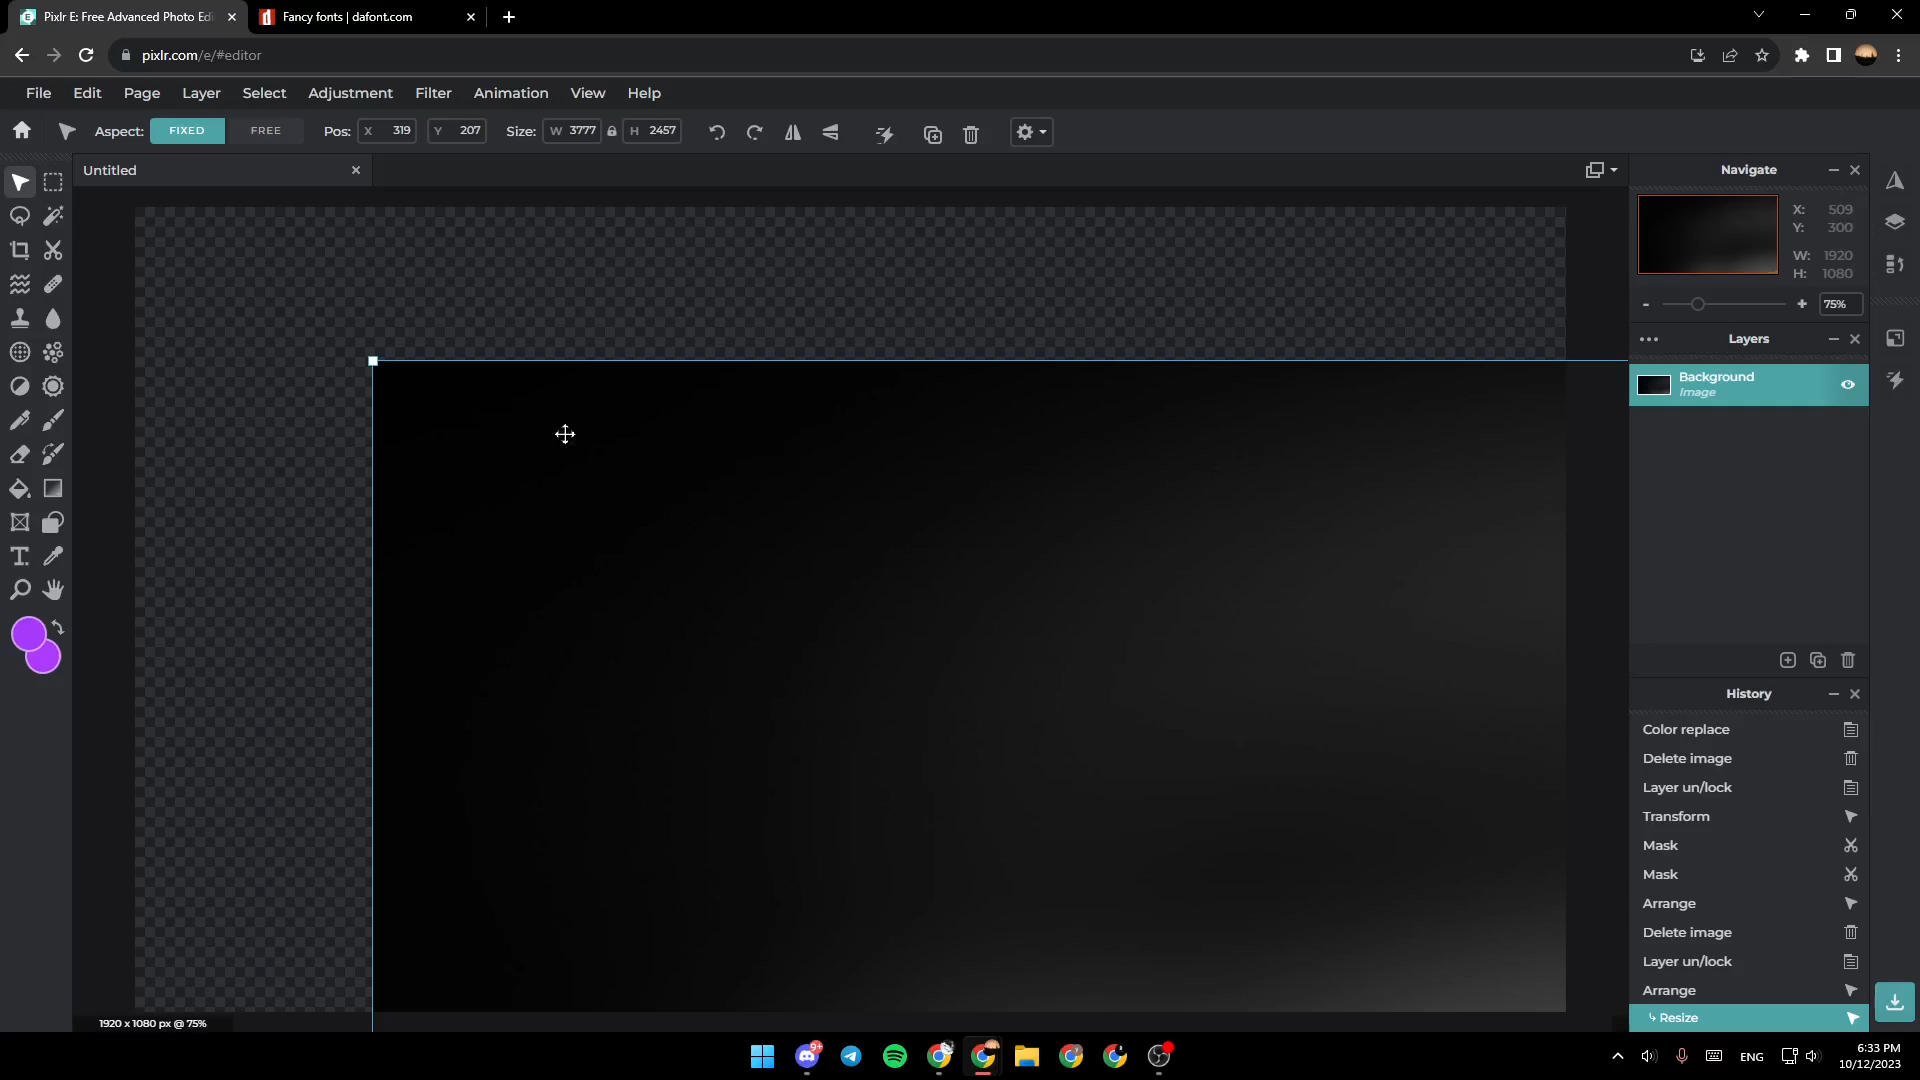 Pixlr E: Free Advanced Photo Edi
Fancy fonts | dafont.com
pixlr.com/e/#editor
File Edit Page Layer Select Adjustment Filter Animation View Help
Aspect: FIXED FREE Pos: X 319 Y 207 Size: W 3777 H 2457
Untitled
Navigate
X: 509
Y: 300
W: 1920
H: 1080
75%
Layers
Background
Image
History
Color replace
Delete image
Layer un/lock
Transform
Mask
Mask
Arrange
Delete image
Layer un/lock
Arrange
Resize
1920 x 1080 px @ 75%
9+
ENG
6:33 PM
10/12/2023